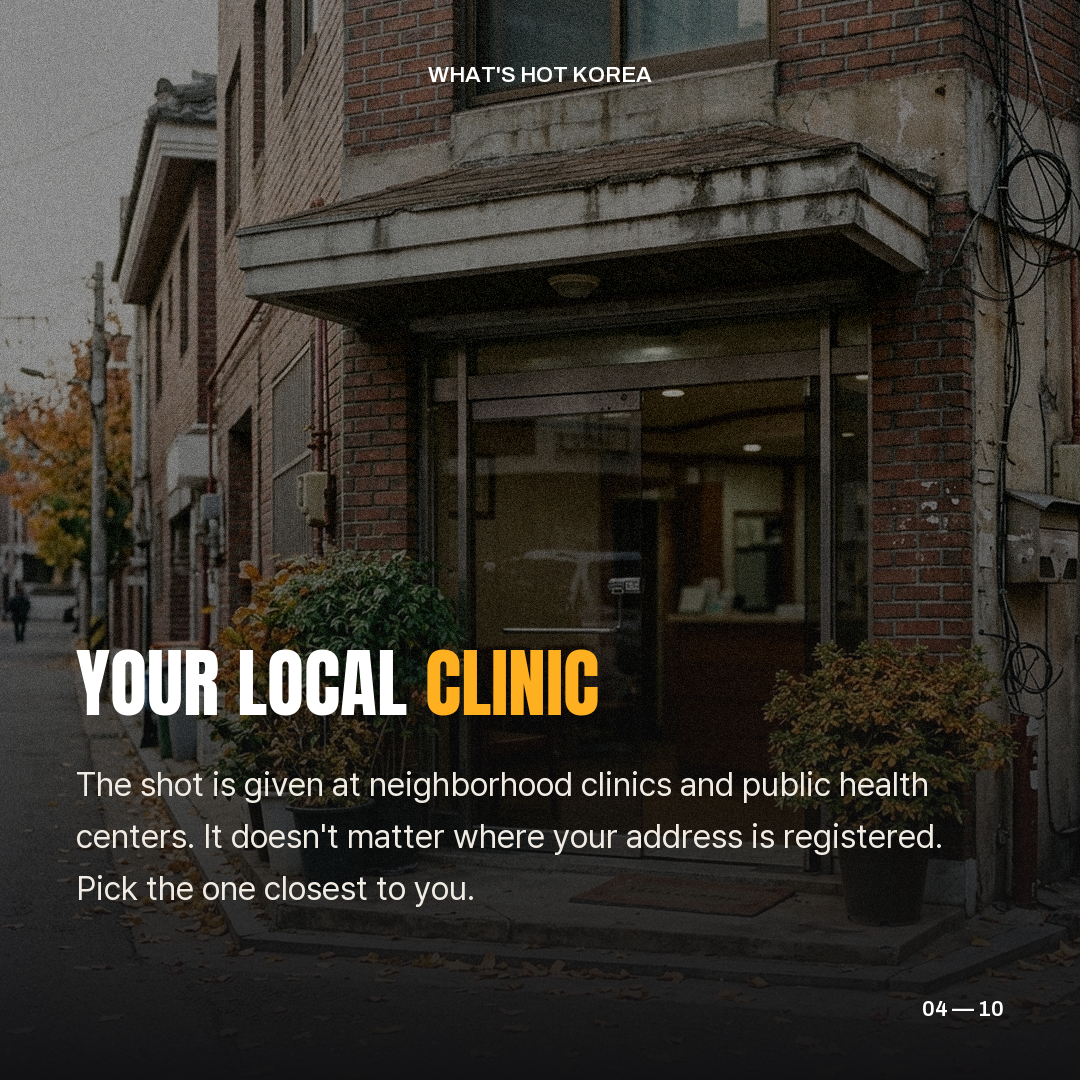 WHAT'S HOT KOREA
YOUR LOCAL CLINIC
The shot is given at neighborhood clinics and public health
centers. It doesn't matter where your address is registered.
Pick the one closest to you.
04 — 10